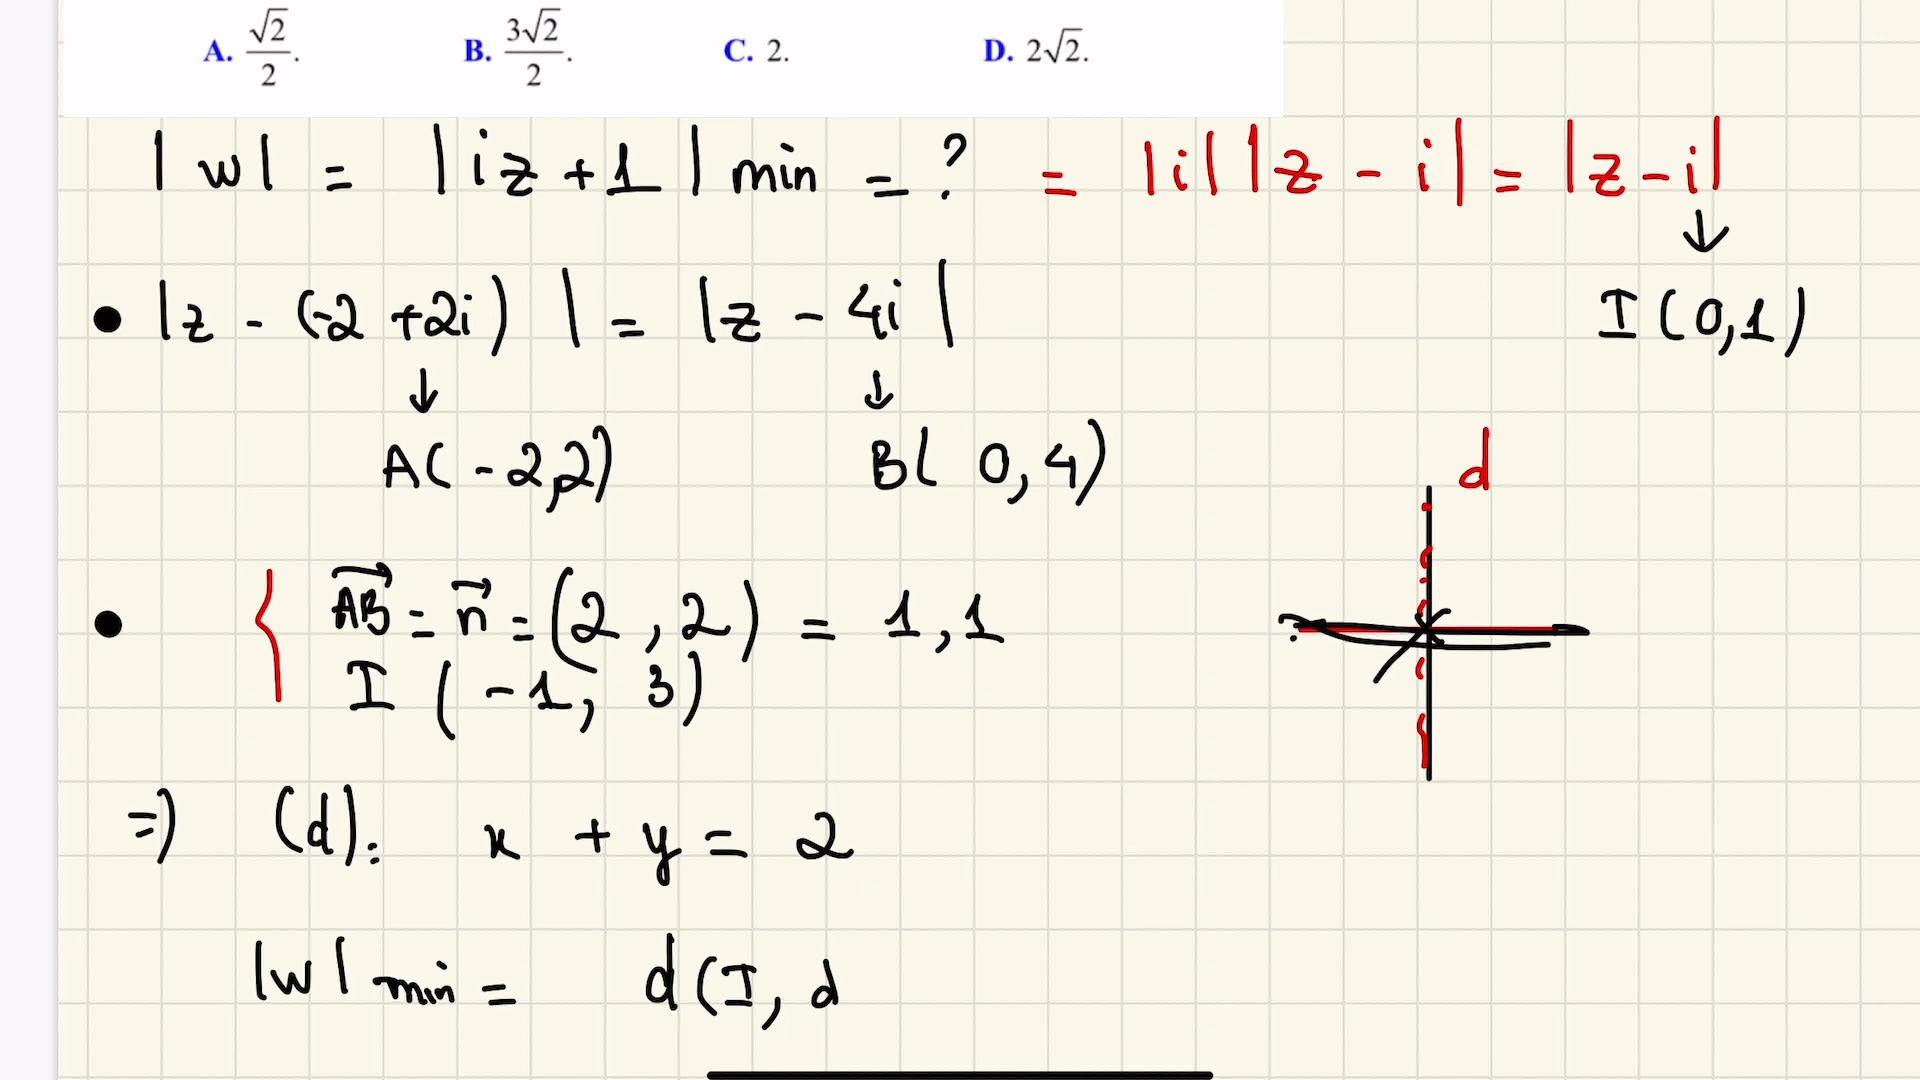 A. √2/2. B. 3√2/2. C. 2. D. 2√2.
|w| = |iz + 1| min = ? = |i||z - i| = |z - i|
↓
• |z - (-2 + 2i)| = |z - 4i| I(0,1)
↓ ↓
A(-2,2) B(0,4)
d
• { AB = n = (2, 2) = 1,1
I(-1; 3)
=) (d): x + y = 2
|w| min = d(I, d